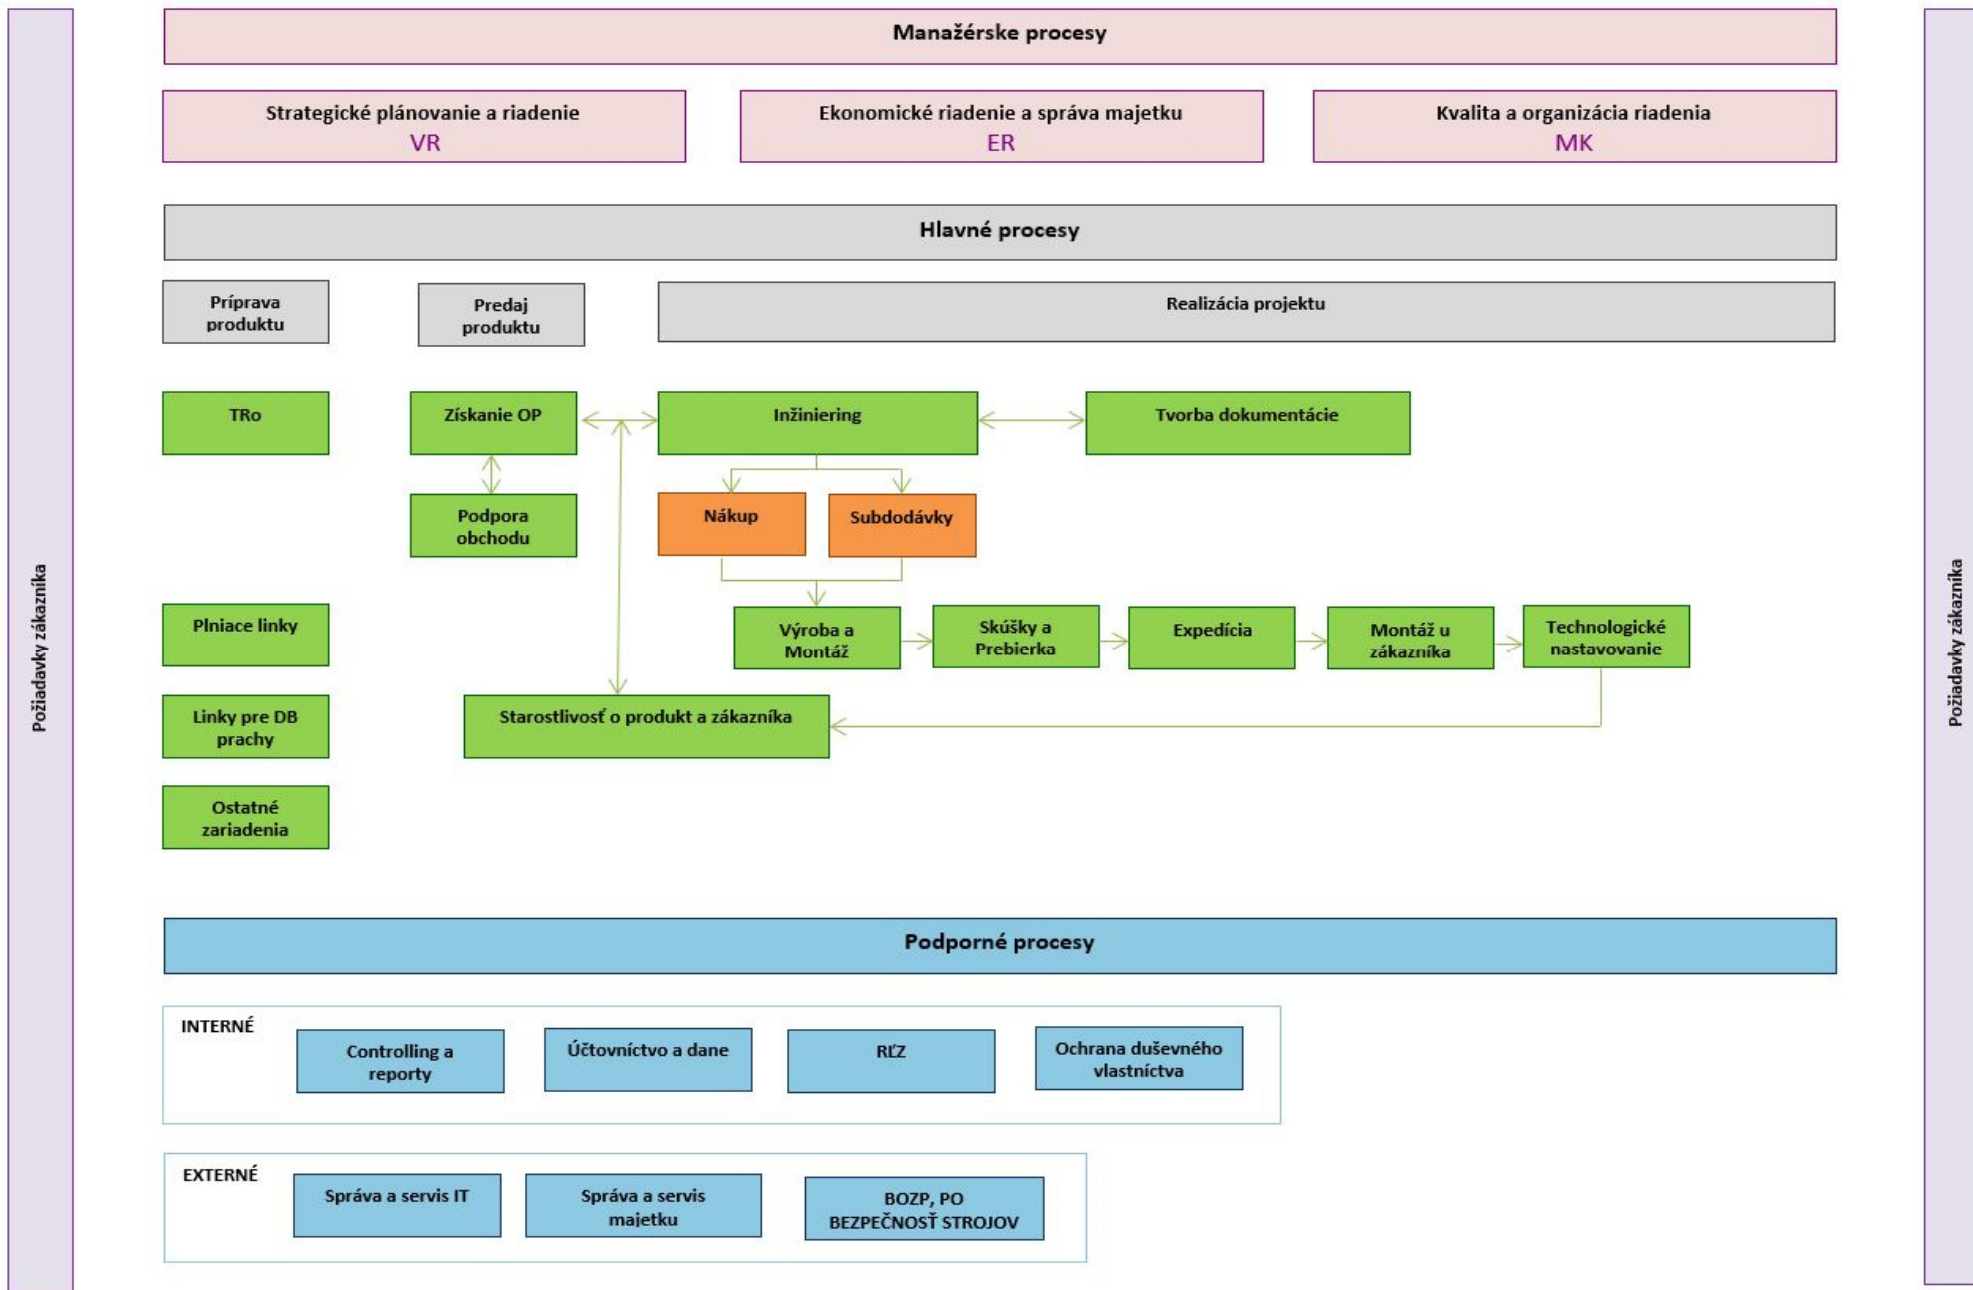 Požiadavky zákazníka
Manažérske procesy
Strategické plánovanie a riadenie
VR
Ekonomické riadenie a správa majetku
ER
Kvalita a organizácia riadenia
MK
Hlavné procesy
Príprava
produktu
Predaj
produktu
Realizácia projektu
TRo
Získanie OP
Inžiniering
Tvorba dokumentácie
Podpora
obchodu
Nákup
Subdodávky
Plniace linky
Výroba a
Montáž
Skúšky a
Prebierka
Expedícia
Montáž u
zákazníka
Technologické
nastavovanie
Linky pre DB
prachy
Starostlivosť o produkt a zákazníka
Ostatné
zariadenia
Podporné procesy
INTERNÉ
Controlling a
reporty
Účtovníctvo a dane
RĽZ
Ochrana duševného
vlastníctva
EXTERNÉ
Správa a servis IT
Správa a servis
majetku
BOZP, PO
BEZPEČNOSŤ STROJOV
Požiadavky zákazníka